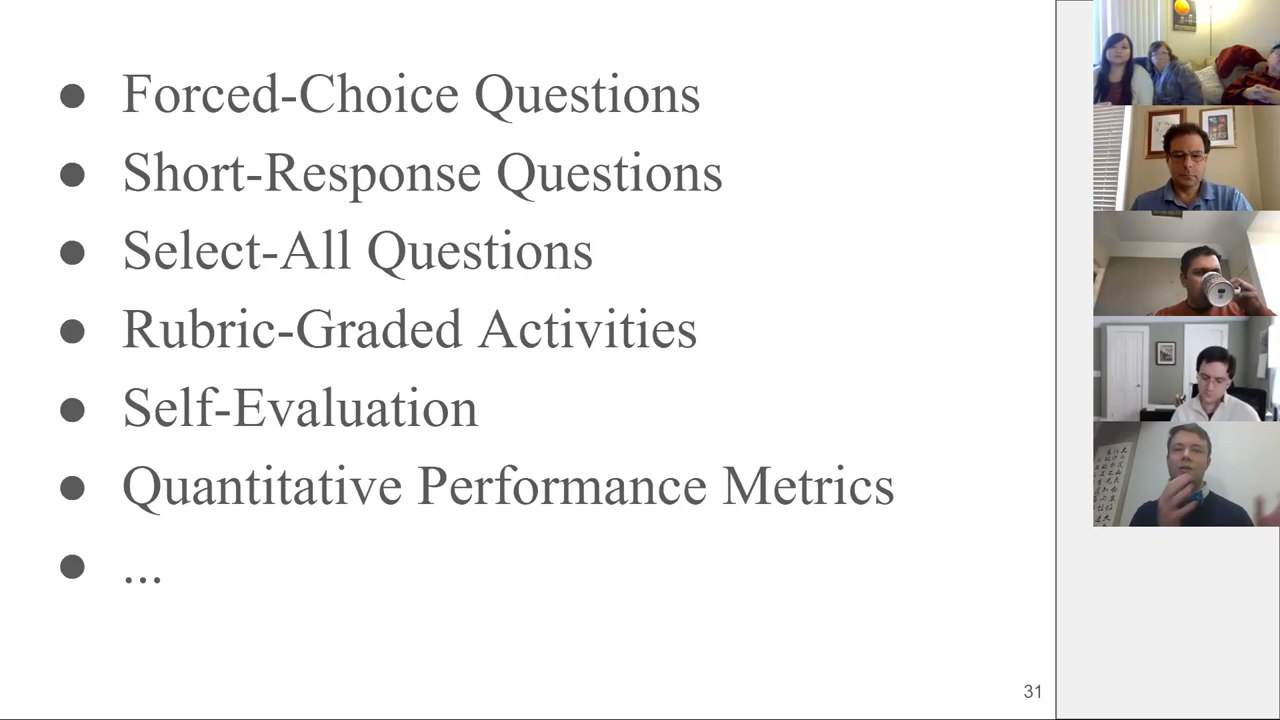 ● Forced-Choice Questions
● Short-Response Questions
● Select-All Questions
● Rubric-Graded Activities
● Self-Evaluation
● Quantitative Performance Metrics
● ...
31